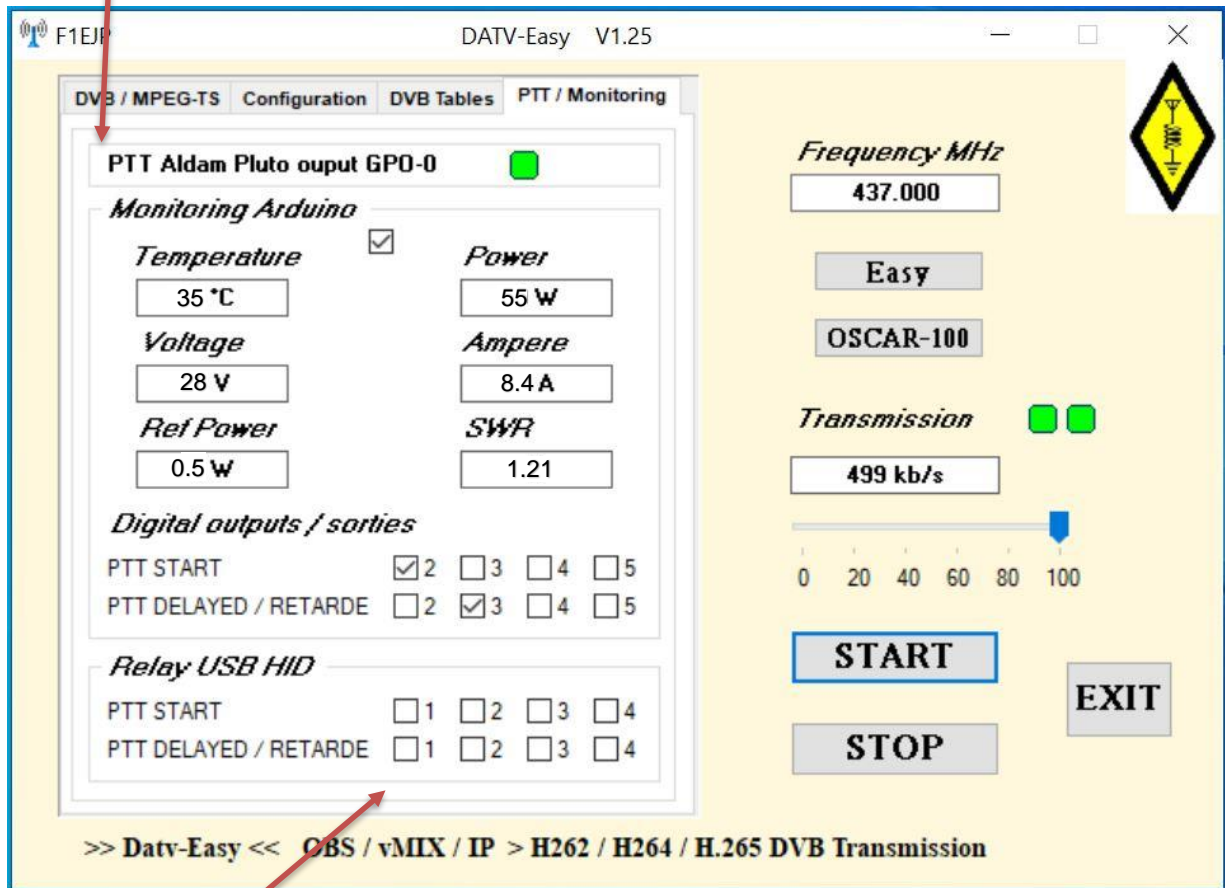 F1EJP DATV-Easy V1.25
DVB / MPEG-TS Configuration DVB Tables PTT / Monitoring
PTT Aldam Pluto ouput GPO-0
Monitoring Arduino
Temperature Power
35 °C 55 W
Voltage Ampere
28 V 8.4 A
Ref Power SWR
0.5 W 1.21
Digital outputs / sorties
PTT START 2 3 4 5
PTT DELAYED / RETARDE 2 3 4 5
Relay USB HID
PTT START 1 2 3 4
PTT DELAYED / RETARDE 1 2 3 4
Frequency MHz
437.000
Easy
OSCAR-100
Transmission
499 kb/s
0 20 40 60 80 100
START
STOP
EXIT
>> Datv-Easy << OBS / vMIX / IP > H262 / H264 / H.265 DVB Transmission